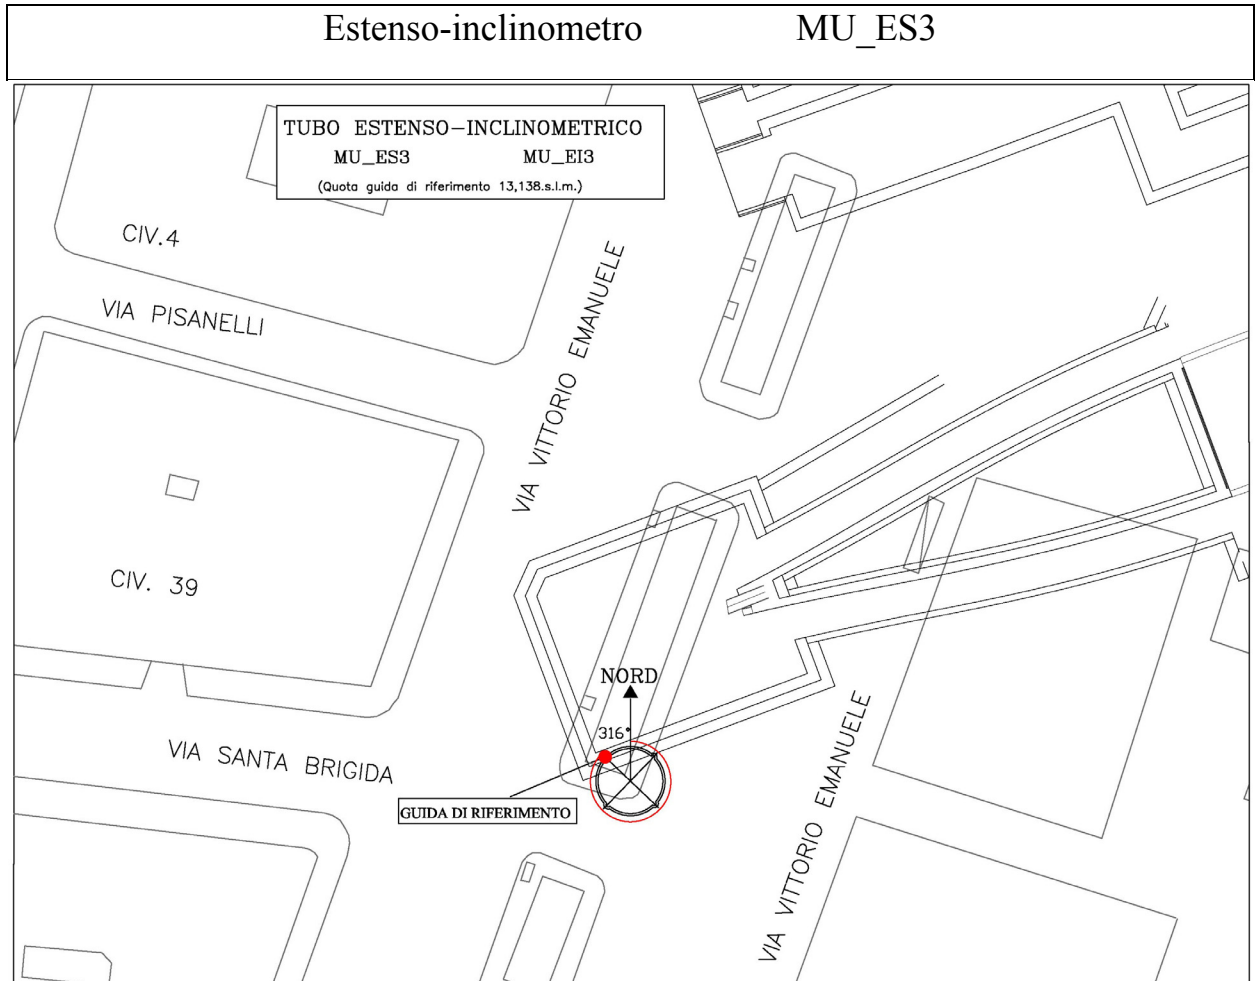 Estenso-inclinometro MU_ES3
TUBO ESTENSO-INCLINOMETRICO
MU_ES3 MU_EI3
(Quota guida di riferimento 13,138.s.l.m.)
CIV.4
VIA PISANELLI
VIA VITTORIO EMANUELE
CIV. 39
NORD
316°
VIA SANTA BRIGIDA
GUIDA DI RIFERIMENTO
VIA VITTORIO EMANUELE